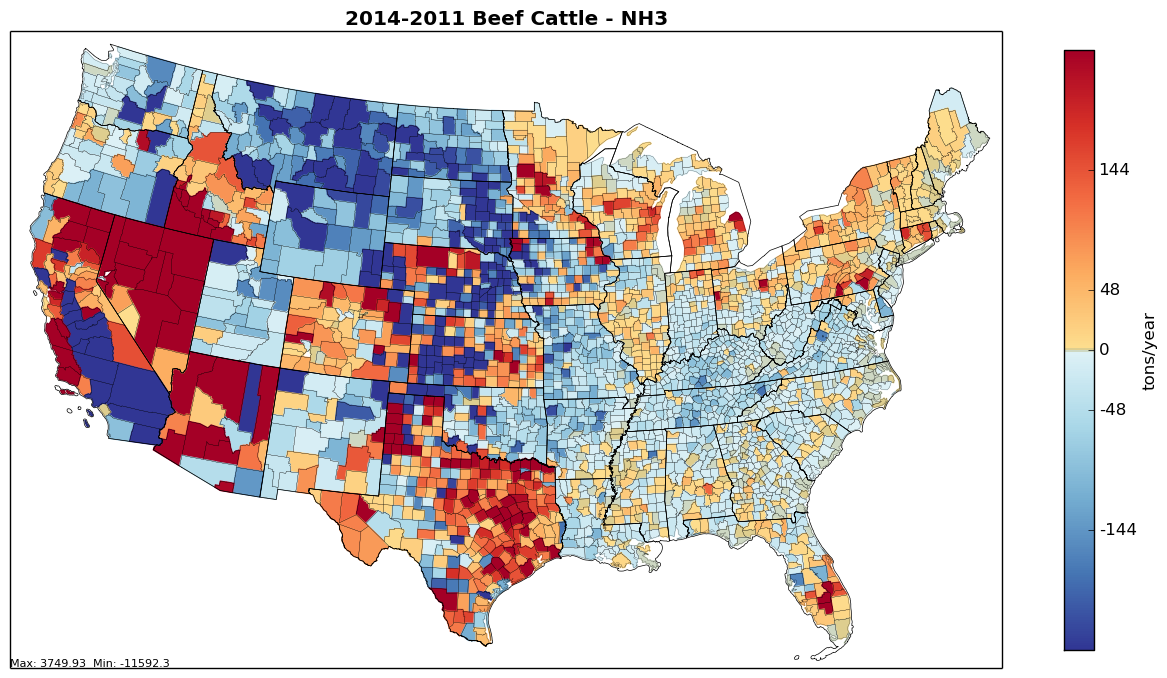 2014-2011 Beef Cattle - NH3
144
48
0
-48
-144
tons/year
Max: 3749.93  Min: -11592.3